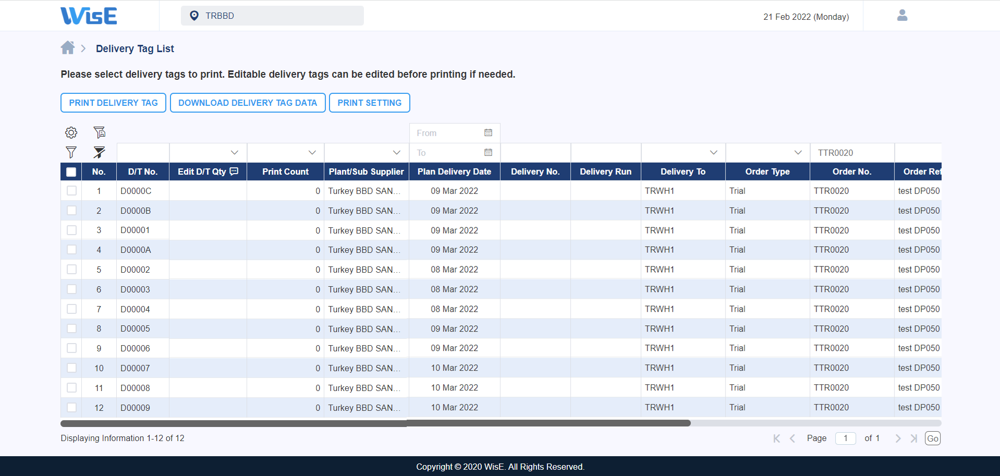 WisE
TRBBD
21 Feb 2022 (Monday)
Delivery Tag List
Please select delivery tags to print. Editable delivery tags can be edited before printing if needed.
PRINT DELIVERY TAG DOWNLOAD DELIVERY TAG DATA PRINT SETTING
From
To TTR0020
No. D/T No. Edit D/T Qty Print Count Plant/Sub Supplier Plan Delivery Date Delivery No. Delivery Run Delivery To Order Type Order No. Order Ref
1 D0000C 0 Turkey BBD SAN... 09 Mar 2022 TRWH1 Trial TTR0020 test DP050
2 D0000B 0 Turkey BBD SAN... 09 Mar 2022 TRWH1 Trial TTR0020 test DP050
3 D00001 0 Turkey BBD SAN... 09 Mar 2022 TRWH1 Trial TTR0020 test DP050
4 D0000A 0 Turkey BBD SAN... 09 Mar 2022 TRWH1 Trial TTR0020 test DP050
5 D00002 0 Turkey BBD SAN... 08 Mar 2022 TRWH1 Trial TTR0020 test DP050
6 D00003 0 Turkey BBD SAN... 08 Mar 2022 TRWH1 Trial TTR0020 test DP050
7 D00004 0 Turkey BBD SAN... 08 Mar 2022 TRWH1 Trial TTR0020 test DP050
8 D00005 0 Turkey BBD SAN... 09 Mar 2022 TRWH1 Trial TTR0020 test DP050
9 D00006 0 Turkey BBD SAN... 09 Mar 2022 TRWH1 Trial TTR0020 test DP050
10 D00007 0 Turkey BBD SAN... 10 Mar 2022 TRWH1 Trial TTR0020 test DP050
11 D00008 0 Turkey BBD SAN... 10 Mar 2022 TRWH1 Trial TTR0020 test DP050
12 D00009 0 Turkey BBD SAN... 10 Mar 2022 TRWH1 Trial TTR0020 test DP050
Displaying Information 1-12 of 12 Page 1 of 1 Go
Copyright © 2020 WisE. All Rights Reserved.